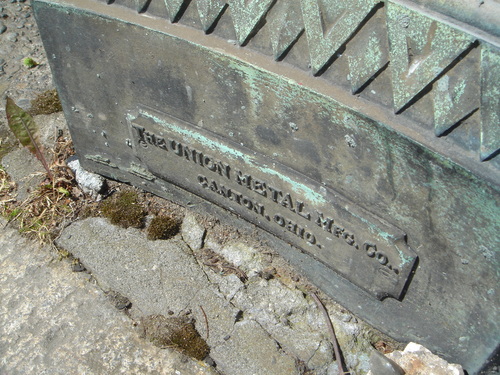 THE UNION METAL MFG. CO.,
CANTON, OHIO.